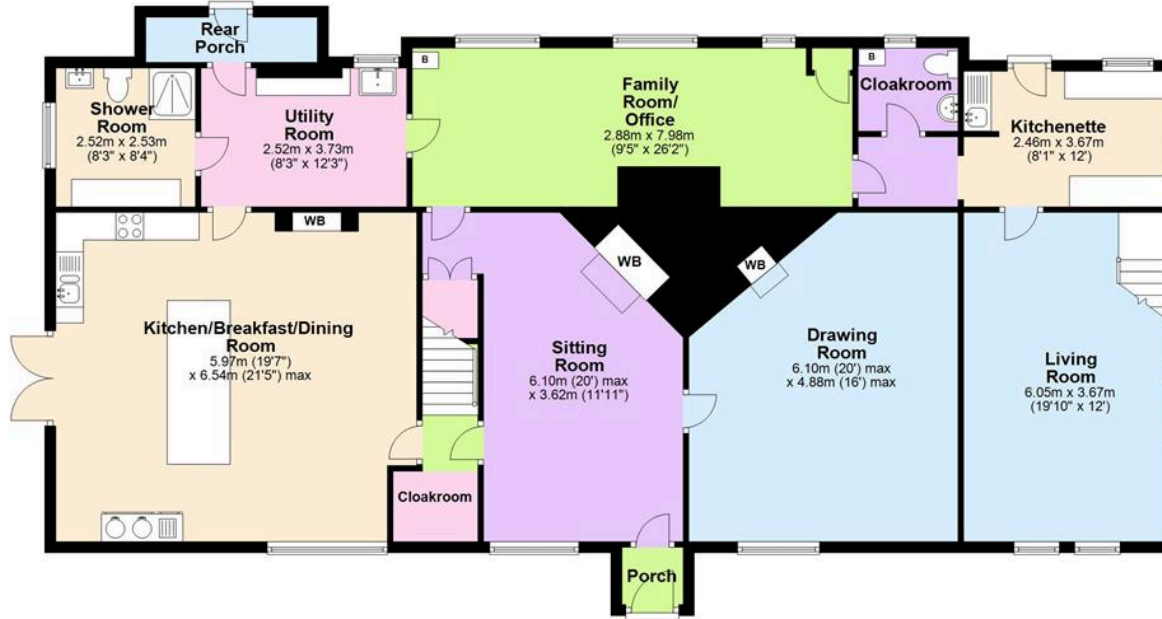 Rear
Porch
Shower
Room
2.52m x 2.53m
(8'3" x 8'4")
Utility
Room
2.52m x 3.73m
(8'3" x 12'3")
B
Family
Room/
Office
2.88m x 7.98m
(9'5" x 26'2")
B
Cloakroom
Kitchenette
2.46m x 3.67m
(8'1" x 12')
WB
Kitchen/Breakfast/Dining
Room
5.97m (19'7")
x 6.54m (21'5") max
WB
Sitting
Room
6.10m (20') max
x 3.62m (11'11")
WB
Drawing
Room
6.10m (20') max
x 4.88m (16') max
Living
Room
6.05m x 3.67m
(19'10" x 12')
Cloakroom
Porch